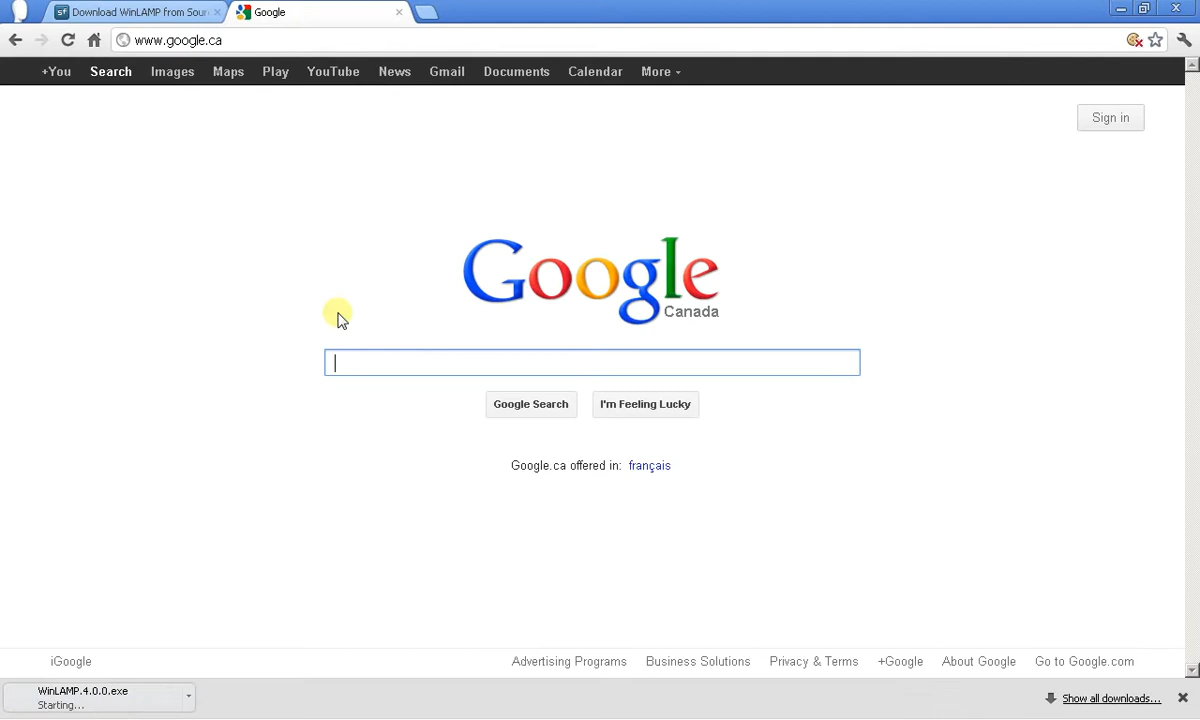 Download WinLAMP from Sour
Google
www.google.ca
+You Search Images Maps Play YouTube News Gmail Documents Calendar More
Sign in
Google
Canada
Google Search I'm Feeling Lucky
Google.ca offered in: français
iGoogle Advertising Programs Business Solutions Privacy & Terms +Google About Google Go to Google.com
WinLAMP.4.0.0.exe
Starting...
Show all downloads...